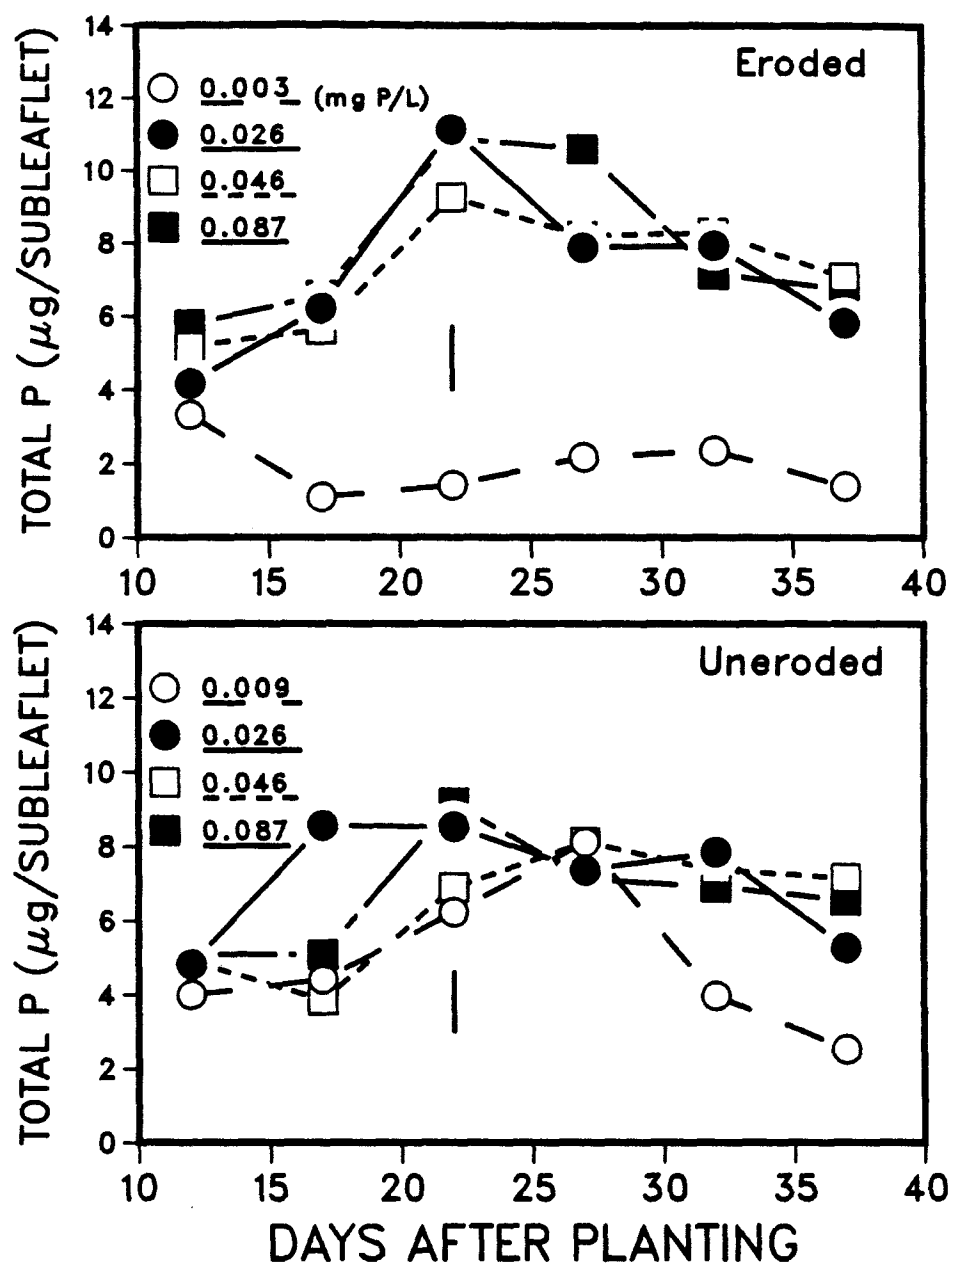 TOTAL P (μg/SUBLEAFLET)
14
12
10
8
6
4
2
0
Eroded
0.003 (mg P/L)
0.026
0.046
0.087
10 15 20 25 30 35 40
TOTAL P (μg/SUBLEAFLET)
14
12
10
8
6
4
2
0
Uneroded
0.009
0.026
0.046
0.087
10 15 20 25 30 35 40
DAYS AFTER PLANTING